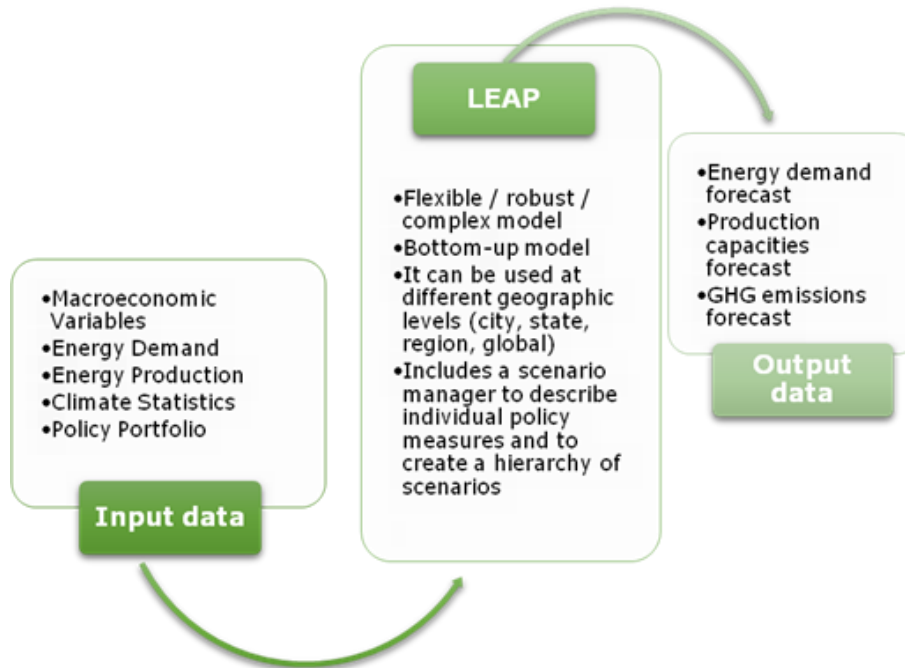 •Macroeconomic
Variables
•Energy Demand
•Energy Production
•Climate Statistics
•Policy Portfolio
Input data
LEAP
•Flexible / robust /
complex model
•Bottom-up model
•It can be used at
different geographic
levels (city, state,
region, global)
•Includes a scenario
manager to describe
individual policy
measures and to
create a hierarchy of
scenarios
•Energy demand
forecast
•Production
capacities
forecast
•GHG emissions
forecast
Output
data